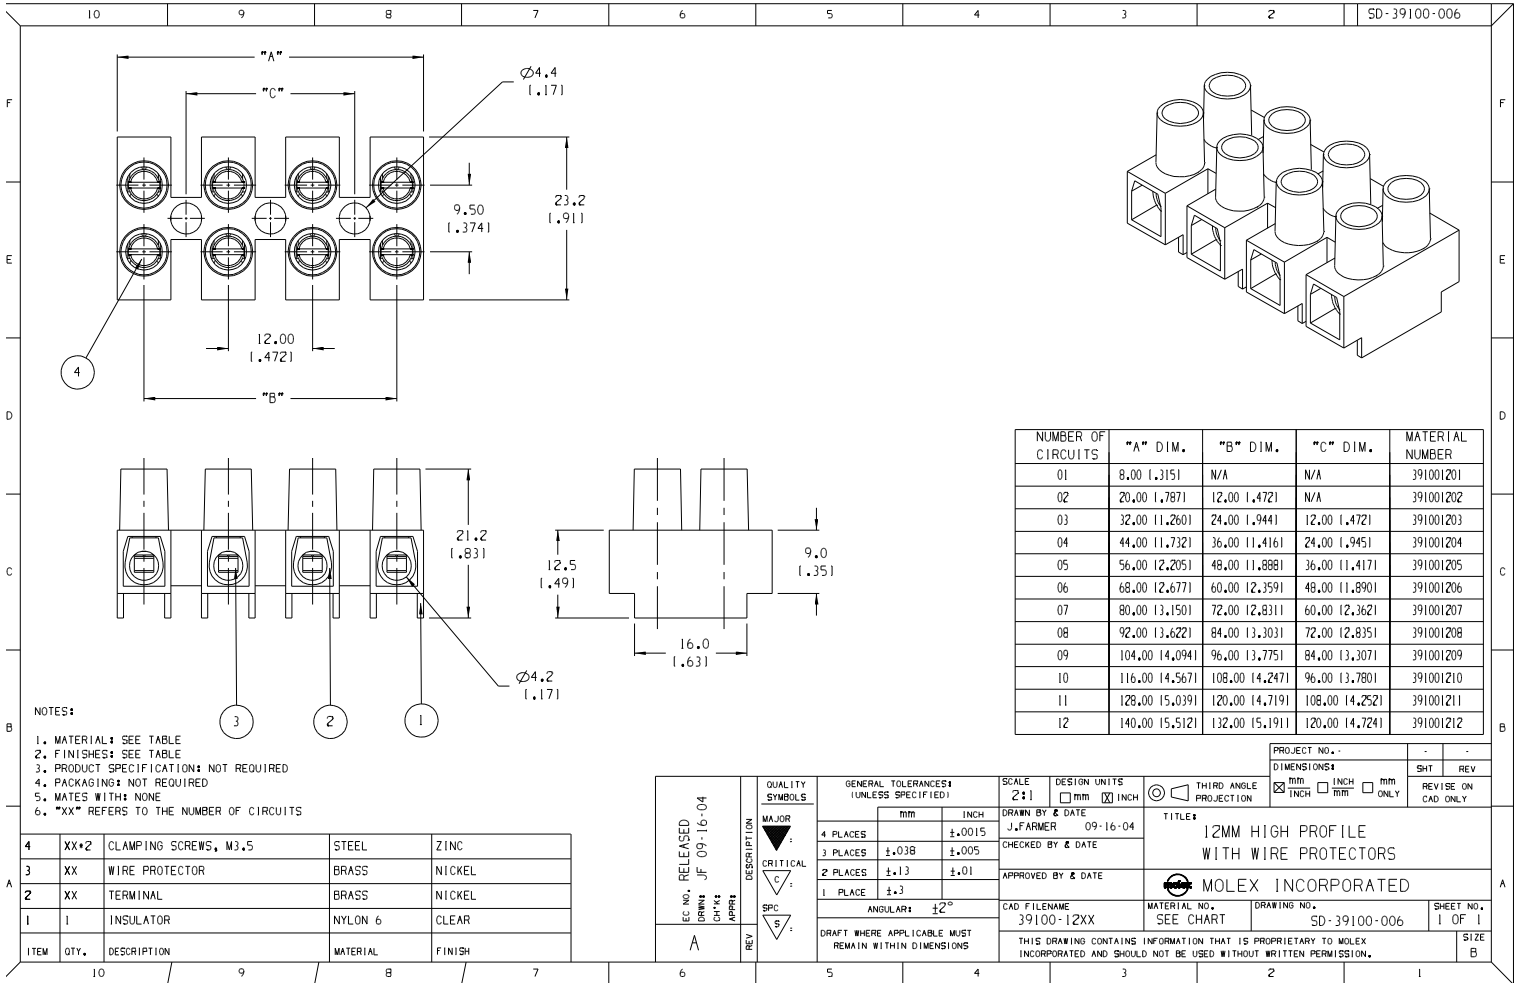 10 9 8 7 6 5 4 3 2 SD-39100-006
F
E
D
C
B
A
"A"
"C"
Ø4.4
[.17]
23.2
[.91]
9.50
[.374]
12.00
[.472]
4
"B"
21.2
[.83]
12.5
[.49]
9.0
[.35]
16.0
[.63]
Ø4.2
[.17]
3 2 1
NUMBER OF CIRCUITS "A" DIM. "B" DIM. "C" DIM. MATERIAL NUMBER
01 8.00 [.315] N/A N/A 391001201
02 20.00 [.787] 12.00 [.472] N/A 391001202
03 32.00 [1.260] 24.00 [.944] 12.00 [.472] 391001203
04 44.00 [1.732] 36.00 [1.416] 24.00 [.945] 391001204
05 56.00 [2.205] 48.00 [1.888] 36.00 [1.417] 391001205
06 68.00 [2.677] 60.00 [2.359] 48.00 [1.890] 391001206
07 80.00 [3.150] 72.00 [2.831] 60.00 [2.362] 391001207
08 92.00 [3.622] 84.00 [3.303] 72.00 [2.835] 391001208
09 104.00 [4.094] 96.00 [3.775] 84.00 [3.307] 391001209
10 116.00 [4.567] 108.00 [4.247] 96.00 [3.780] 391001210
11 128.00 [5.039] 120.00 [4.719] 108.00 [4.252] 391001211
12 140.00 [5.512] 132.00 [5.191] 120.00 [4.724] 391001212
NOTES:
1. MATERIAL: SEE TABLE
2. FINISHES: SEE TABLE
3. PRODUCT SPECIFICATION: NOT REQUIRED
4. PACKAGING: NOT REQUIRED
5. MATES WITH: NONE
6. "XX" REFERS TO THE NUMBER OF CIRCUITS
4 XX*2 CLAMPING SCREWS, M3.5 STEEL ZINC
3 XX WIRE PROTECTOR BRASS NICKEL
2 XX TERMINAL BRASS NICKEL
1 1 INSULATOR NYLON 6 CLEAR
ITEM QTY. DESCRIPTION MATERIAL FINISH
EC NO. RELEASED
DRWN: JF 09-16-04
CH'K:
APPR:
DESCRIPTION
A REV
QUALITY SYMBOLS
MAJOR
:
CRITICAL
C :
SPC
S :
GENERAL TOLERANCES:
(UNLESS SPECIFIED)
mm INCH
4 PLACES ±.0015
3 PLACES ±.038 ±.005
2 PLACES ±.13 ±.01
1 PLACE ±.3
ANGULAR: ±2°
DRAFT WHERE APPLICABLE MUST
REMAIN WITHIN DIMENSIONS
SCALE
2:1
DESIGN UNITS
mm X INCH
THIRD ANGLE
PROJECTION
PROJECT NO. - - -
DIMENSIONS: SHT REV
X mm/INCH INCH/mm mm ONLY
REVISE ON
CAD ONLY
DRAWN BY & DATE
J.FARMER 09-16-04
CHECKED BY & DATE
APPROVED BY & DATE
TITLE:
12MM HIGH PROFILE
WITH WIRE PROTECTORS
molex MOLEX INCORPORATED
CAD FILENAME
39100-12XX
MATERIAL NO.
SEE CHART
DRAWING NO.
SD-39100-006
SHEET NO.
1 OF 1
THIS DRAWING CONTAINS INFORMATION THAT IS PROPRIETARY TO MOLEX
INCORPORATED AND SHOULD NOT BE USED WITHOUT WRITTEN PERMISSION.
SIZE
B
F
E
D
C
B
A
10 9 8 7 6 5 4 3 2 1